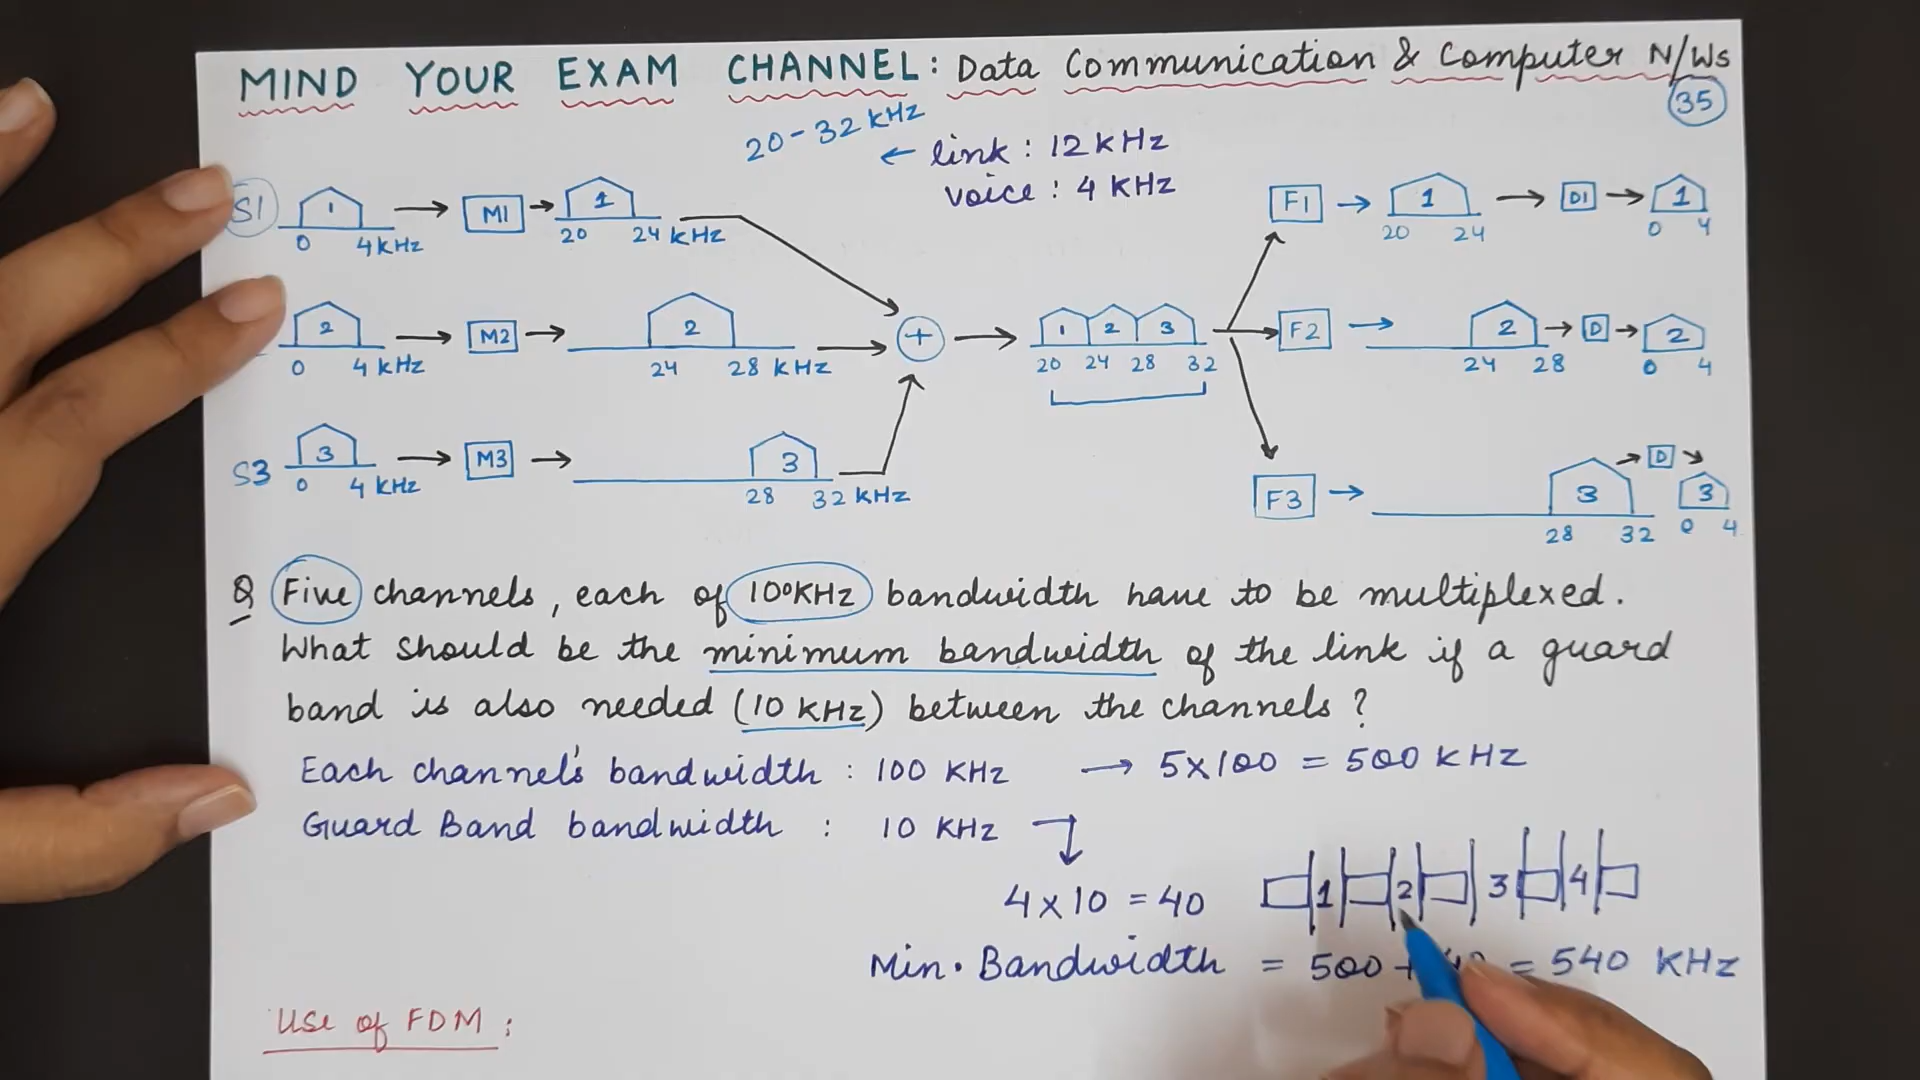 MIND YOUR EXAM CHANNEL: Data Communication & Computer N/Ws
35
20-32 KHz ← link : 12 KHz
voice : 4 KHz
S1 1 → M1 → 1
0 4 KHz 20 24 KHz
F1 → 1 → D1 → 1
20 24 0 4
2 → M2 → 2
0 4 KHz 24 28 KHz
+ → 1 2 3
20 24 28 32
F2 → 2 → D → 2
24 28 0 4
S3 3 → M3 → 3
0 4 KHz 28 32 KHz
F3 → 3 → D 3
28 32 0 4
Q Five channels, each of 100KHz bandwidth have to be multiplexed.
What should be the minimum bandwidth of the link if a guard
band is also needed (10 KHz) between the channels ?
Each channel's bandwidth : 100 KHz → 5x100 = 500 KHz
Guard Band bandwidth : 10 KHz
4 x 10 = 40
1 2 3 4
Min. Bandwidth = 500 + = 540 KHz
Use of FDM :